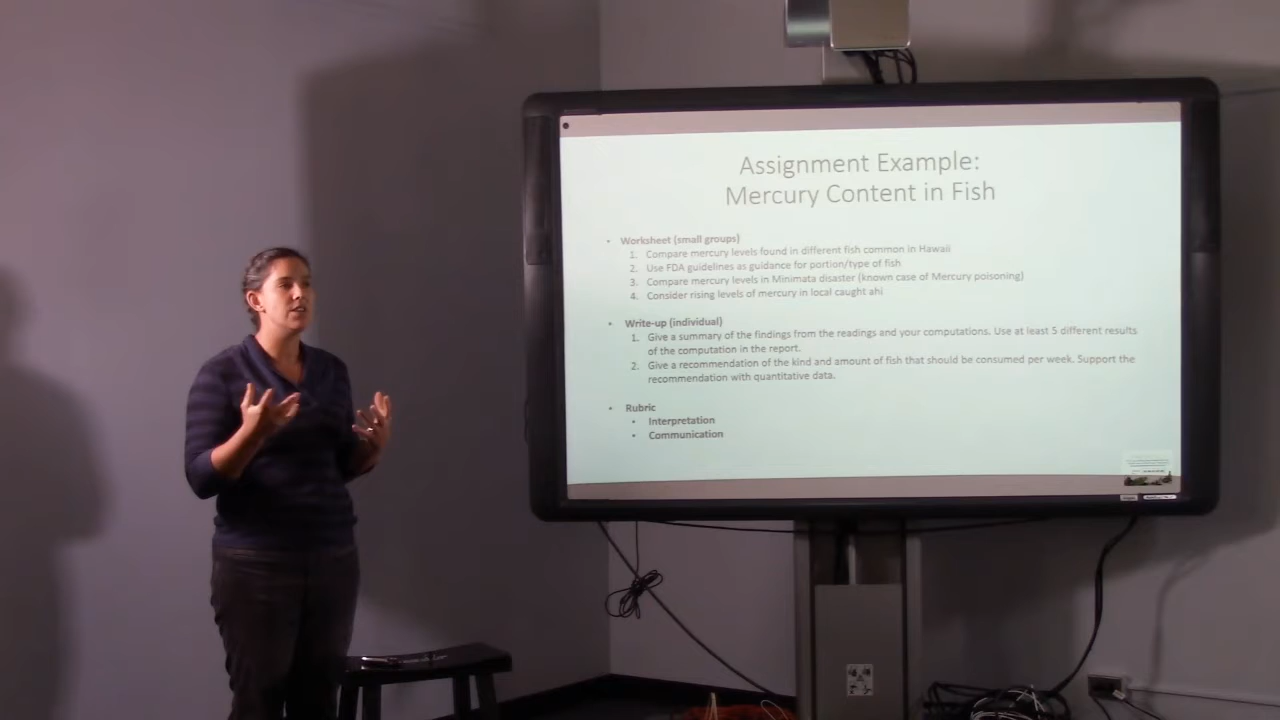 Assignment Example:
Mercury Content in Fish
• Worksheet (small groups)
1. Compare mercury levels found in different fish common in Hawaii
2. Use FDA guidelines as guidance for portion/type of fish
3. Compare mercury levels in Minimata disaster (known case of Mercury poisoning)
4. Consider rising levels of mercury in local caught ahi
• Write-up (individual)
1. Give a summary of the findings from the readings and your computations. Use at least 5 different results
of the computation in the report.
2. Give a recommendation of the kind and amount of fish that should be consumed per week. Support the
recommendation with quantitative data.
• Rubric
• Interpretation
• Communication